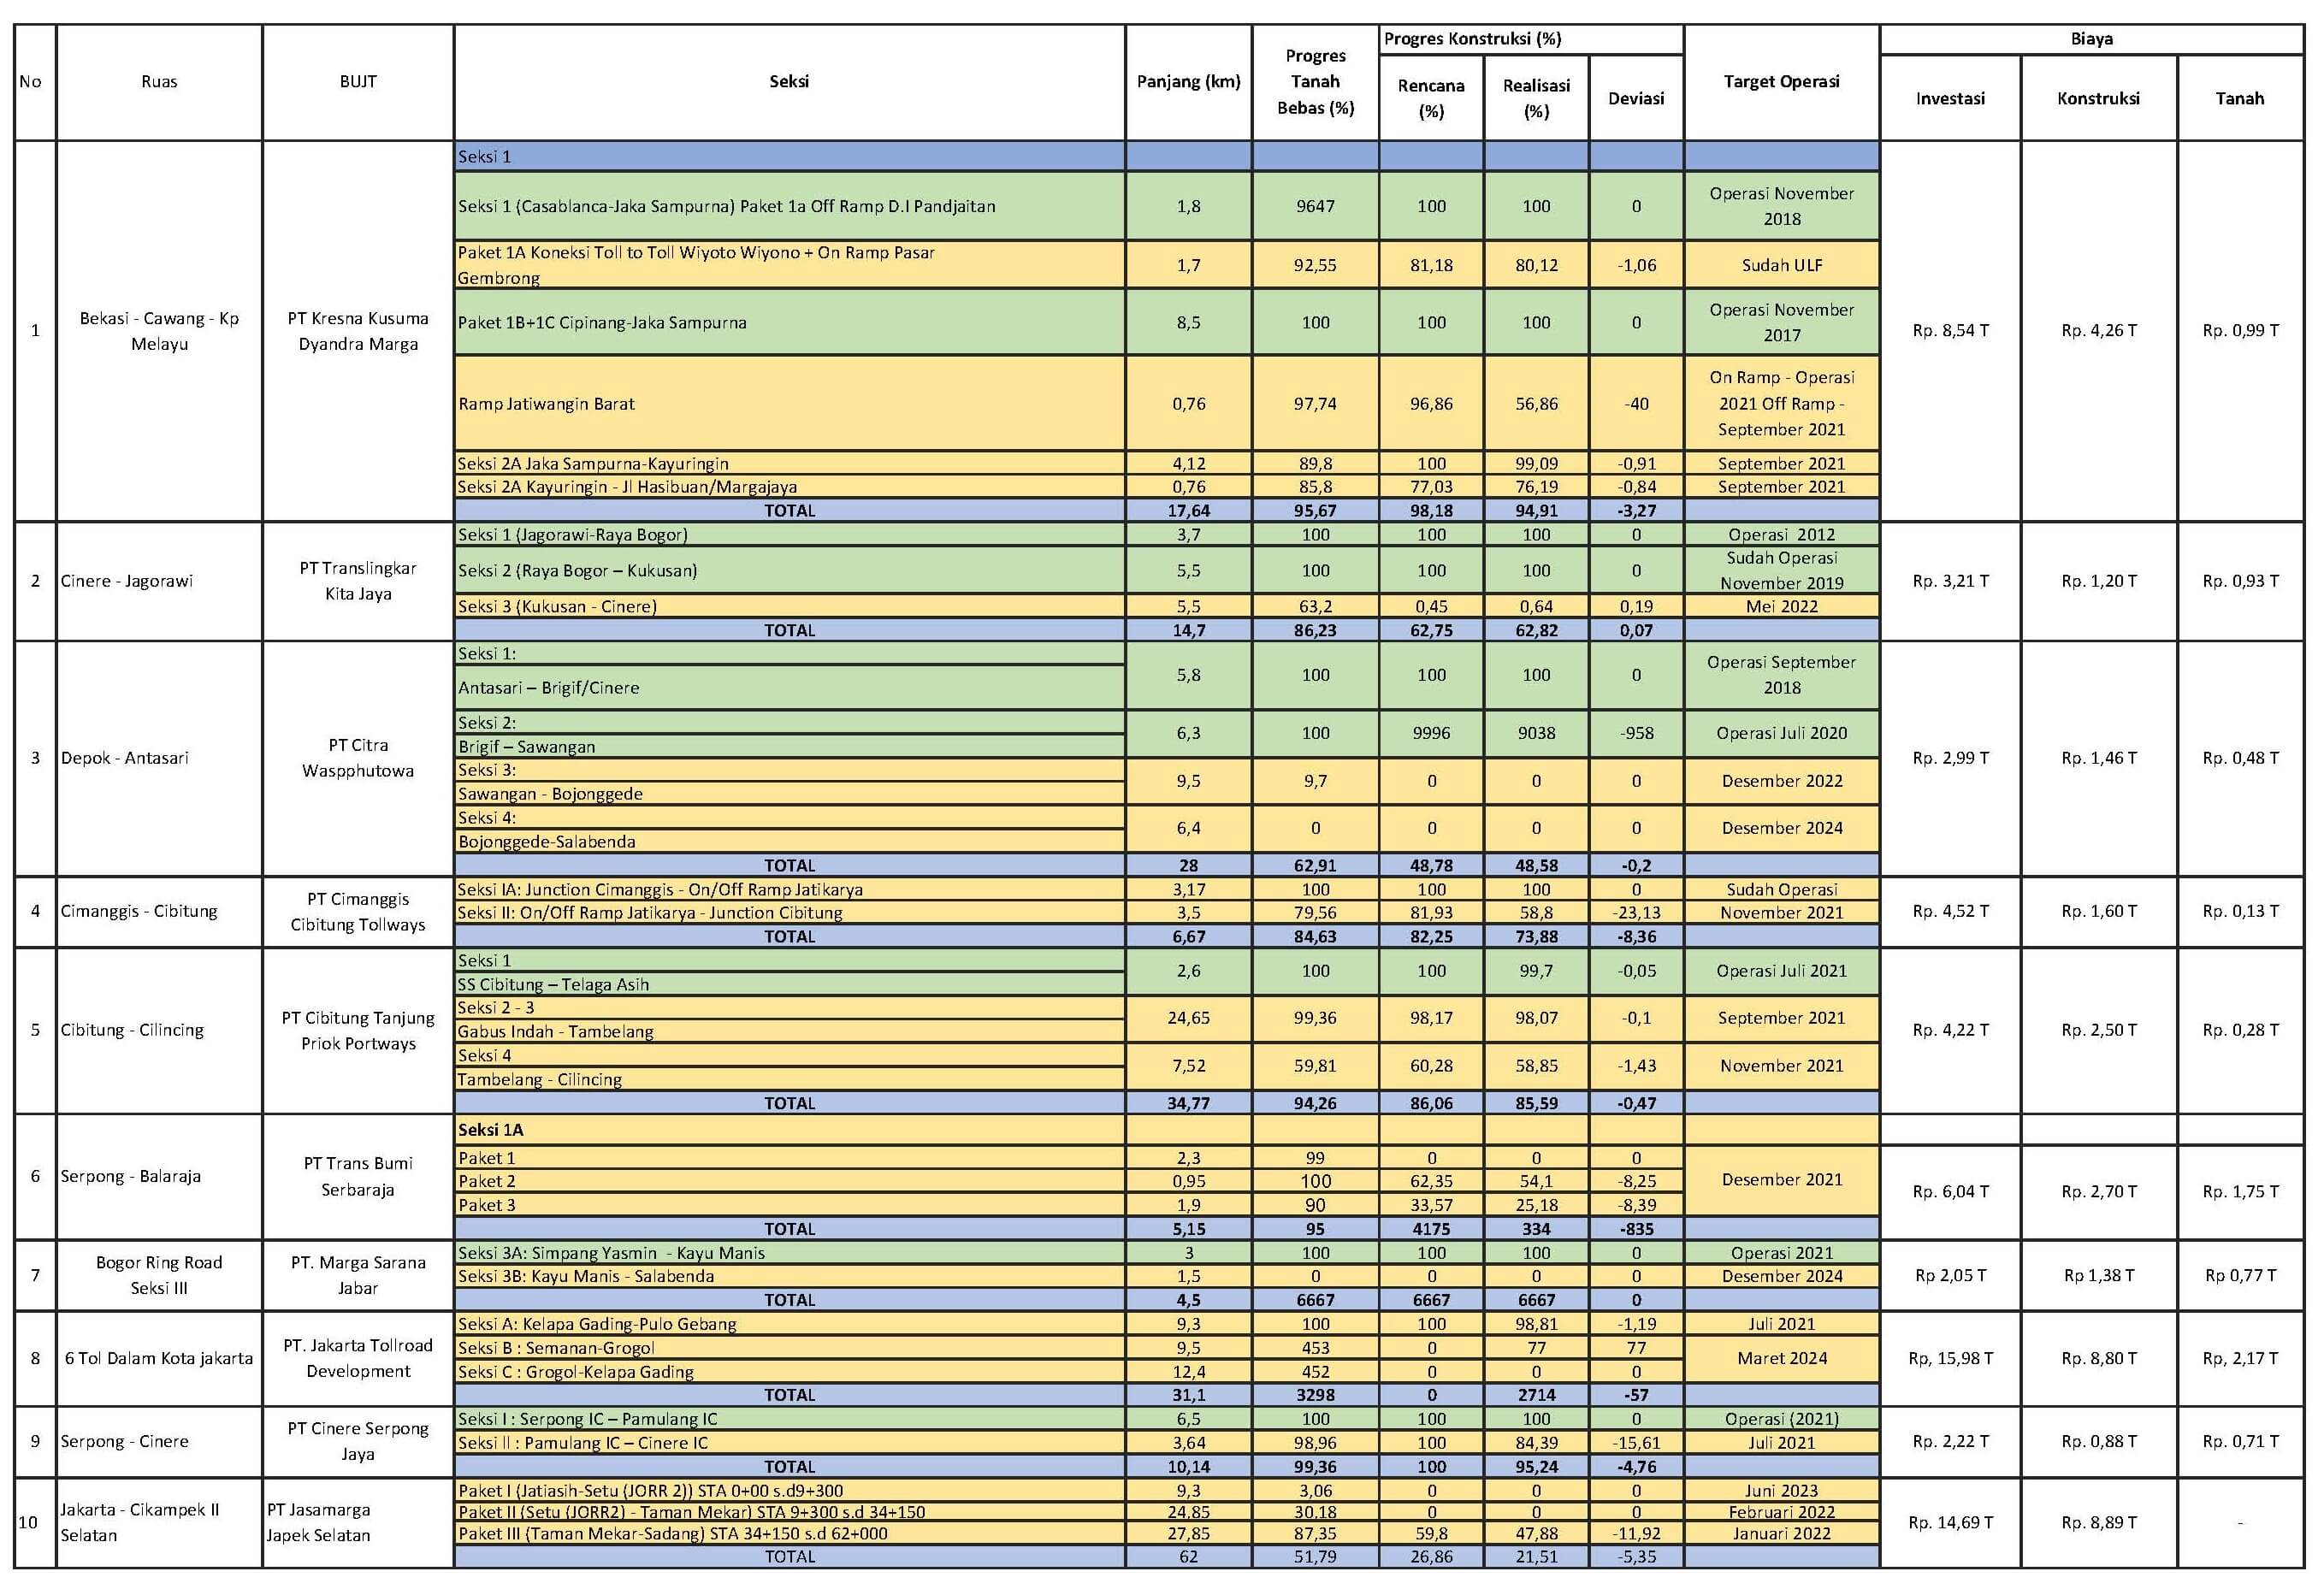 No Ruas BUJT Seksi Panjang (km) Progres Tanah Bebas (%) Progres Konstruksi (%) Target Operasi Biaya
Rencana (%) Realisasi (%) Deviasi Investasi Konstruksi Tanah
1 Bekasi - Cawang - Kp Melayu PT Kresna Kusuma Dyandra Marga Rp. 8,54 T Rp. 4,26 T Rp. 0,99 T
Seksi 1
Seksi 1 (Casablanca-Jaka Sampurna) Paket 1a Off Ramp D.I Pandjaitan 1,8 9647 100 100 0 Operasi November 2018
Paket 1A Koneksi Toll to Toll Wiyoto Wiyono + On Ramp Pasar Gembrong 1,7 92,55 81,18 80,12 -1,06 Sudah ULF
Paket 1B+1C Cipinang-Jaka Sampurna 8,5 100 100 100 0 Operasi November 2017
Ramp Jatiwangin Barat 0,76 97,74 96,86 56,86 -40 On Ramp - Operasi 2021 Off Ramp - September 2021
Seksi 2A Jaka Sampurna-Kayuringin 4,12 89,8 100 99,09 -0,91 September 2021
Seksi 2A Kayuringin - Jl Hasibuan/Margajaya 0,76 85,8 77,03 76,19 -0,84 September 2021
TOTAL 17,64 95,67 98,18 94,91 -3,27
2 Cinere - Jagorawi PT Translingkar Kita Jaya Rp. 3,21 T Rp. 1,20 T Rp. 0,93 T
Seksi 1 (Jagorawi-Raya Bogor) 3,7 100 100 100 0 Operasi 2012
Seksi 2 (Raya Bogor – Kukusan) 5,5 100 100 100 0 Sudah Operasi November 2019
Seksi 3 (Kukusan - Cinere) 5,5 63,2 0,45 0,64 0,19 Mei 2022
TOTAL 14,7 86,23 62,75 62,82 0,07
3 Depok - Antasari PT Citra Waspphutowa Rp. 2,99 T Rp. 1,46 T Rp. 0,48 T
Seksi 1:
Antasari – Brigif/Cinere 5,8 100 100 100 0 Operasi September 2018
Seksi 2:
Brigif – Sawangan 6,3 100 9996 9038 -958 Operasi Juli 2020
Seksi 3:
Sawangan - Bojonggede 9,5 9,7 0 0 0 Desember 2022
Seksi 4:
Bojonggede-Salabenda 6,4 0 0 0 0 Desember 2024
TOTAL 28 62,91 48,78 48,58 -0,2
4 Cimanggis - Cibitung PT Cimanggis Cibitung Tollways Rp. 4,52 T Rp. 1,60 T Rp. 0,13 T
Seksi IA: Junction Cimanggis - On/Off Ramp Jatikarya 3,17 100 100 100 0 Sudah Operasi
Seksi II: On/Off Ramp Jatikarya - Junction Cibitung 3,5 79,56 81,93 58,8 -23,13 November 2021
TOTAL 6,67 84,63 82,25 73,88 -8,36
5 Cibitung - Cilincing PT Cibitung Tanjung Priok Portways Rp. 4,22 T Rp. 2,50 T Rp. 0,28 T
Seksi 1
SS Cibitung – Telaga Asih 2,6 100 100 99,7 -0,05 Operasi Juli 2021
Seksi 2 - 3
Gabus Indah - Tambelang 24,65 99,36 98,17 98,07 -0,1 September 2021
Seksi 4
Tambelang - Cilincing 7,52 59,81 60,28 58,85 -1,43 November 2021
TOTAL 34,77 94,26 86,06 85,59 -0,47
6 Serpong - Balaraja PT Trans Bumi Serbaraja Rp. 6,04 T Rp. 2,70 T Rp. 1,75 T
Seksi 1A
Paket 1 2,3 99 0 0 0 Desember 2021
Paket 2 0,95 100 62,35 54,1 -8,25
Paket 3 1,9 90 33,57 25,18 -8,39
TOTAL 5,15 95 4175 334 -835
7 Bogor Ring Road Seksi III PT. Marga Sarana Jabar Rp 2,05 T Rp 1,38 T Rp 0,77 T
Seksi 3A: Simpang Yasmin - Kayu Manis 3 100 100 100 0 Operasi 2021
Seksi 3B: Kayu Manis - Salabenda 1,5 0 0 0 0 Desember 2024
TOTAL 4,5 6667 6667 6667 0
8 6 Tol Dalam Kota jakarta PT. Jakarta Tollroad Development Rp, 15,98 T Rp. 8,80 T Rp, 2,17 T
Seksi A: Kelapa Gading-Pulo Gebang 9,3 100 100 98,81 -1,19 Juli 2021
Seksi B : Semanan-Grogol 9,5 453 0 77 77 Maret 2024
Seksi C : Grogol-Kelapa Gading 12,4 452 0 0 0
TOTAL 31,1 3298 0 2714 -57
9 Serpong - Cinere PT Cinere Serpong Jaya Rp. 2,22 T Rp. 0,88 T Rp. 0,71 T
Seksi I : Serpong IC – Pamulang IC 6,5 100 100 100 0 Operasi (2021)
Seksi II : Pamulang IC – Cinere IC 3,64 98,96 100 84,39 -15,61 Juli 2021
TOTAL 10,14 99,36 100 95,24 -4,76
10 Jakarta - Cikampek II Selatan PT Jasamarga Japek Selatan Rp. 14,69 T Rp. 8,89 T -
Paket I (Jatiasih-Setu (JORR 2)) STA 0+00 s.d9+300 9,3 3,06 0 0 0 Juni 2023
Paket II (Setu (JORR2) - Taman Mekar) STA 9+300 s.d 34+150 24,85 30,18 0 0 0 Februari 2022
Paket III (Taman Mekar-Sadang) STA 34+150 s.d 62+000 27,85 87,35 59,8 47,88 -11,92 Januari 2022
TOTAL 62 51,79 26,86 21,51 -5,35